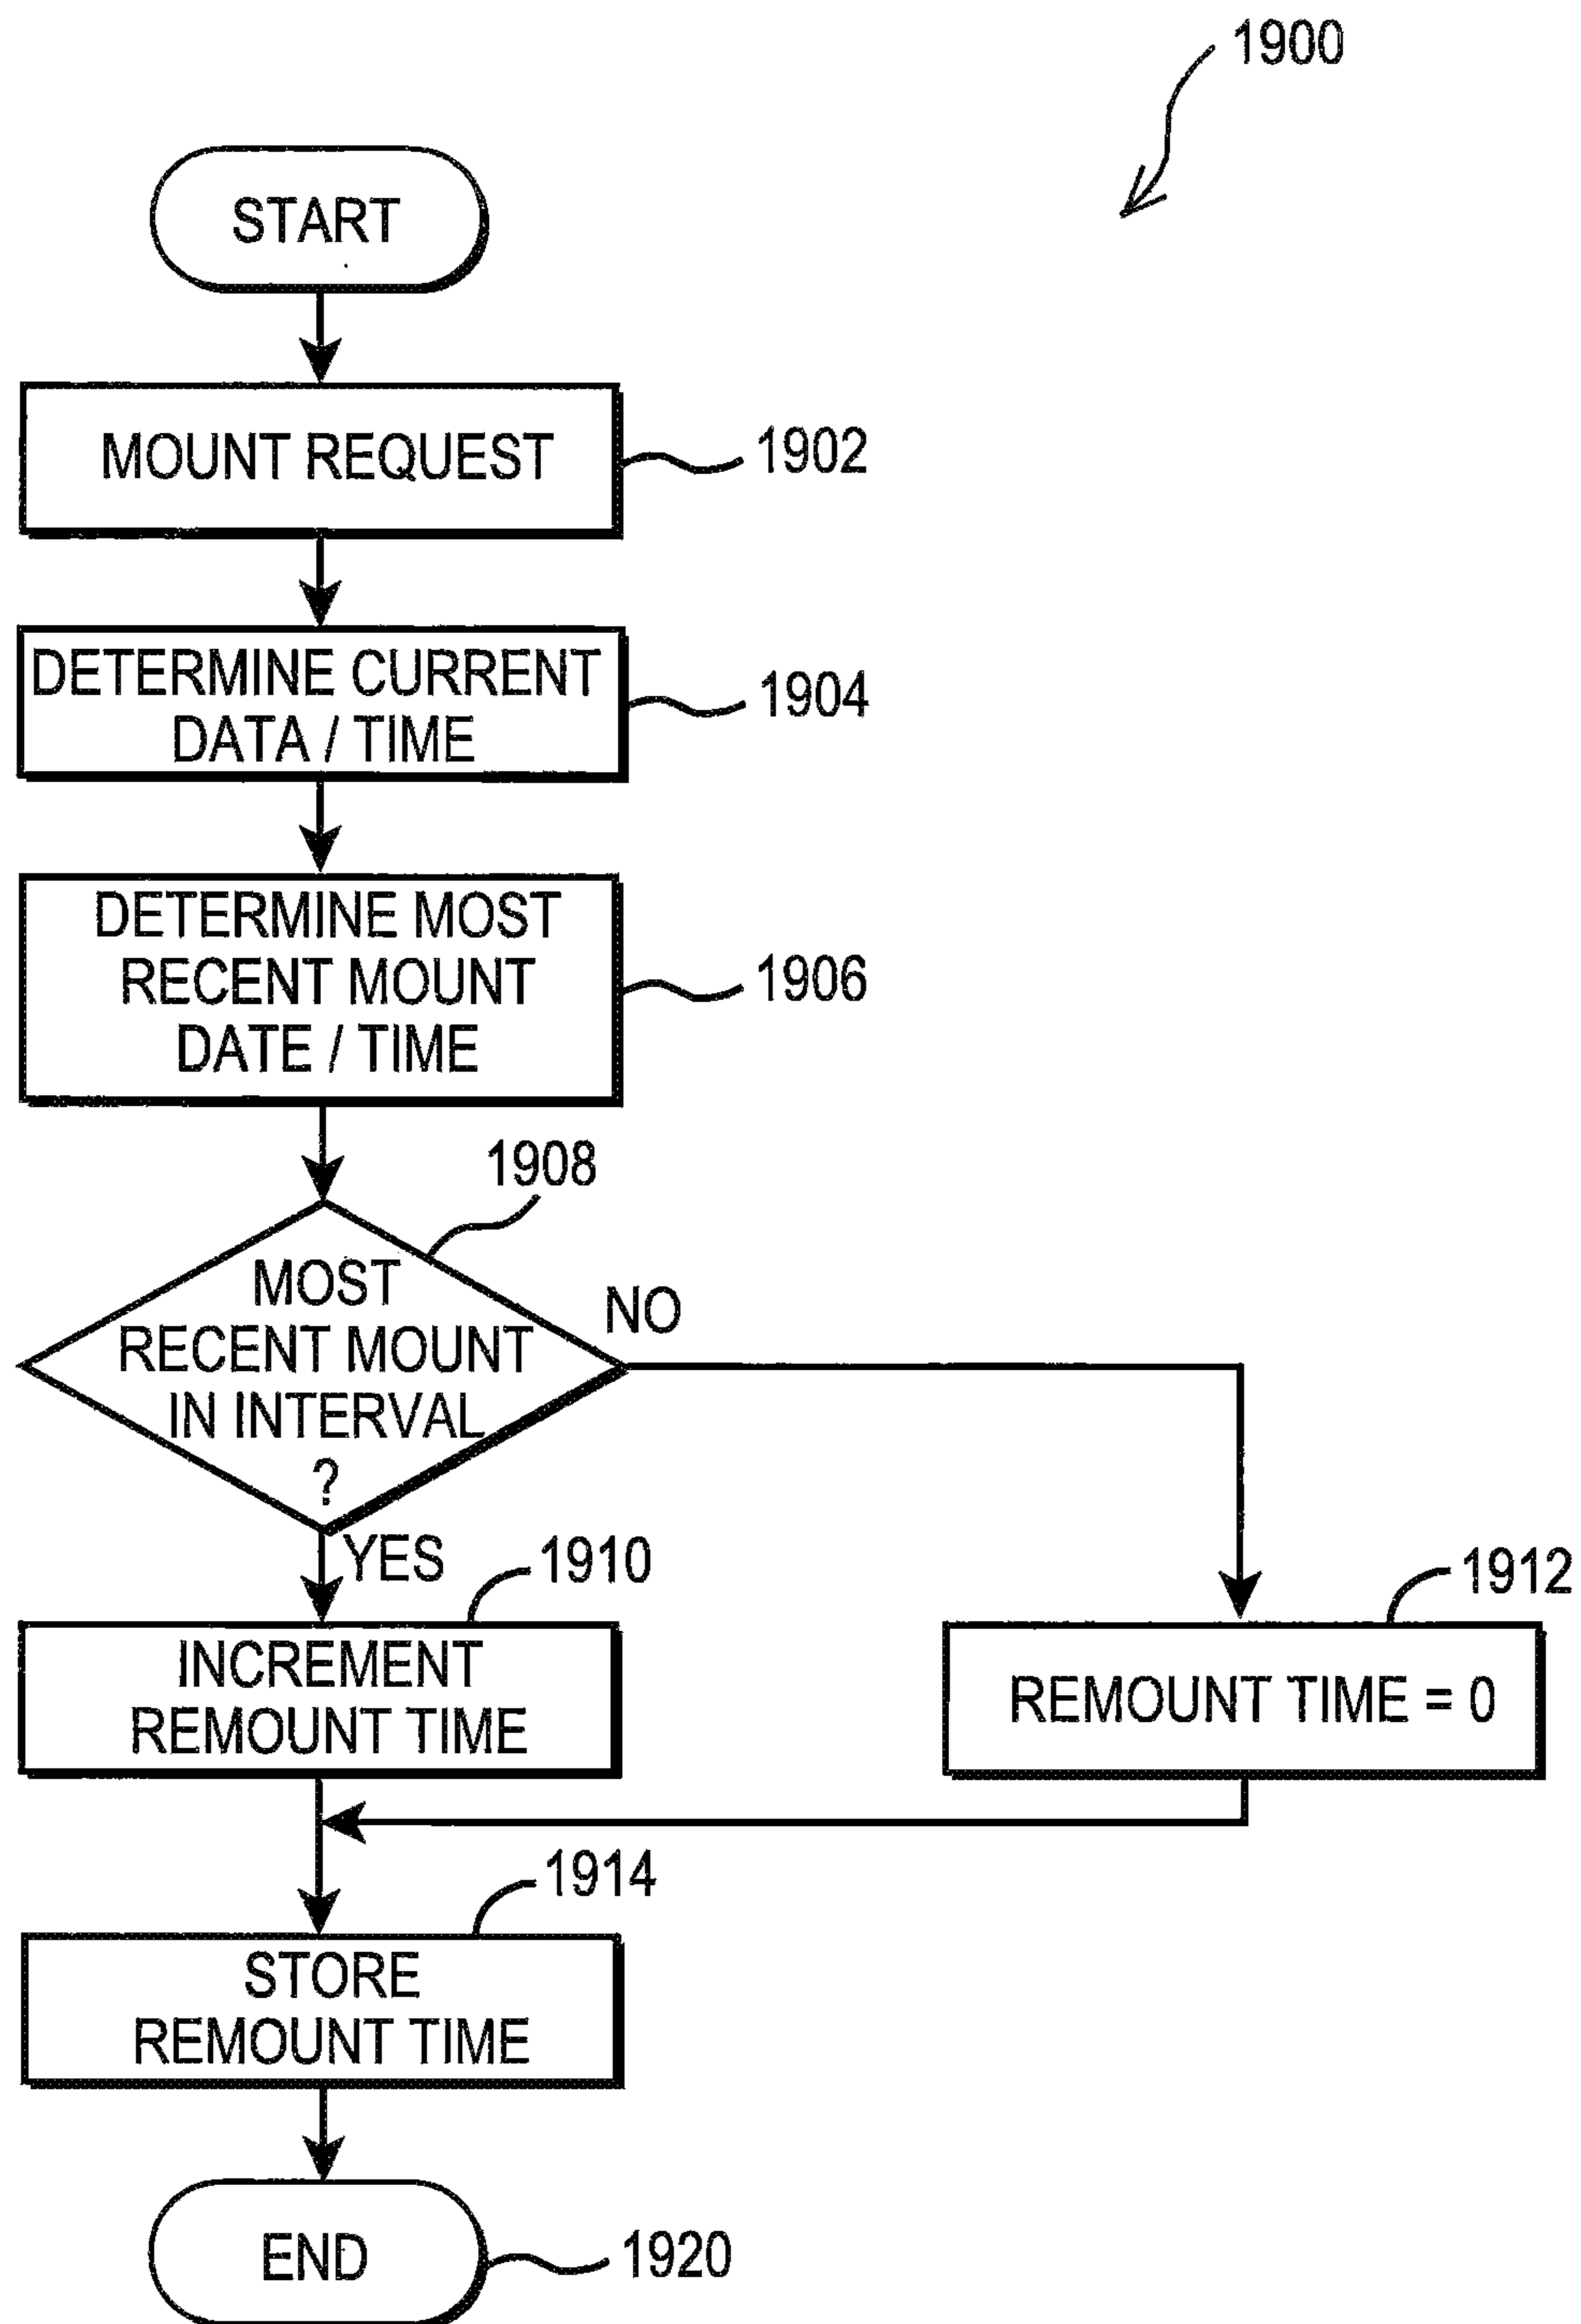 1900
START
MOUNT REQUEST
1902
DETERMINE CURRENT
DATA / TIME
1904
DETERMINE MOST
RECENT MOUNT
DATE / TIME
1906
1908
MOST
RECENT MOUNT
IN INTERVAL
?
NO
YES
1910
INCREMENT
REMOUNT TIME
1912
REMOUNT TIME = 0
1914
STORE
REMOUNT TIME
END
1920